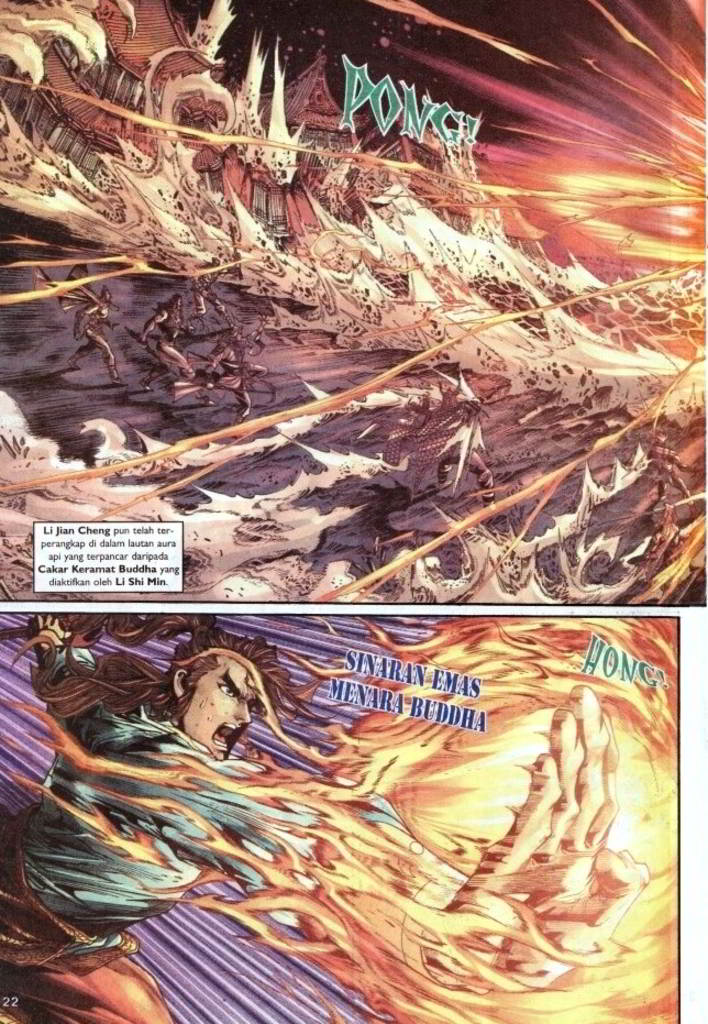 PONG!
Li Jian Cheng pun telah ter-
perangkap di dalam lautan aura
api yang terpancar daripada
Cakar Keramat Buddha yang
diaktifkan oleh Li Shi Min.
SINARAN EMAS
MENARA BUDDHA
HONG!
22